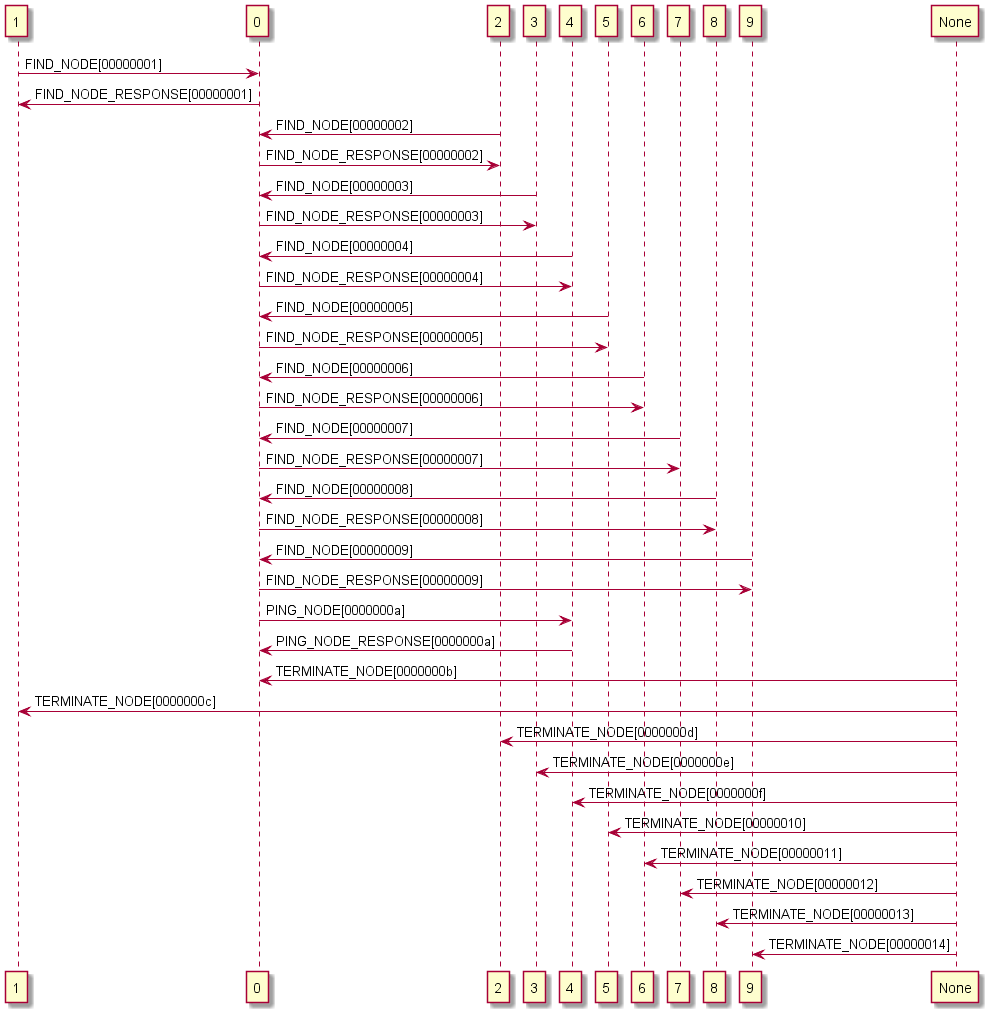 1 0 2 3 4 5 6 7 8 9 None
FIND_NODE[00000001]
FIND_NODE_RESPONSE[00000001]
FIND_NODE[00000002]
FIND_NODE_RESPONSE[00000002]
FIND_NODE[00000003]
FIND_NODE_RESPONSE[00000003]
FIND_NODE[00000004]
FIND_NODE_RESPONSE[00000004]
FIND_NODE[00000005]
FIND_NODE_RESPONSE[00000005]
FIND_NODE[00000006]
FIND_NODE_RESPONSE[00000006]
FIND_NODE[00000007]
FIND_NODE_RESPONSE[00000007]
FIND_NODE[00000008]
FIND_NODE_RESPONSE[00000008]
FIND_NODE[00000009]
FIND_NODE_RESPONSE[00000009]
PING_NODE[0000000a]
PING_NODE_RESPONSE[0000000a]
TERMINATE_NODE[0000000b]
TERMINATE_NODE[0000000c]
TERMINATE_NODE[0000000d]
TERMINATE_NODE[0000000e]
TERMINATE_NODE[0000000f]
TERMINATE_NODE[00000010]
TERMINATE_NODE[00000011]
TERMINATE_NODE[00000012]
TERMINATE_NODE[00000013]
TERMINATE_NODE[00000014]
1 0 2 3 4 5 6 7 8 9 None